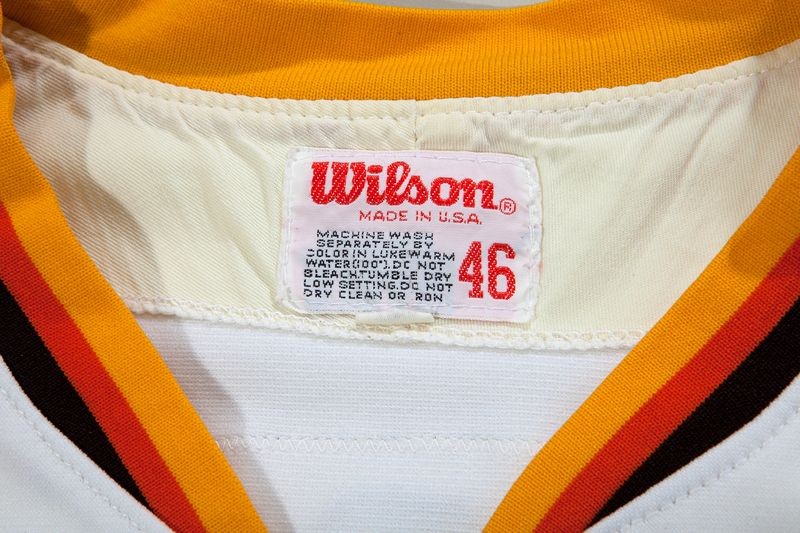 Wilson®
MADE IN U.S.A.
MACHINE WASH
SEPARATELY BY
COLOR IN LUKEWARM
WATER(100°).DO NOT
BLEACH.TUMBLE DRY
LOW SETTING.DO NOT
DRY CLEAN OR IRON
46